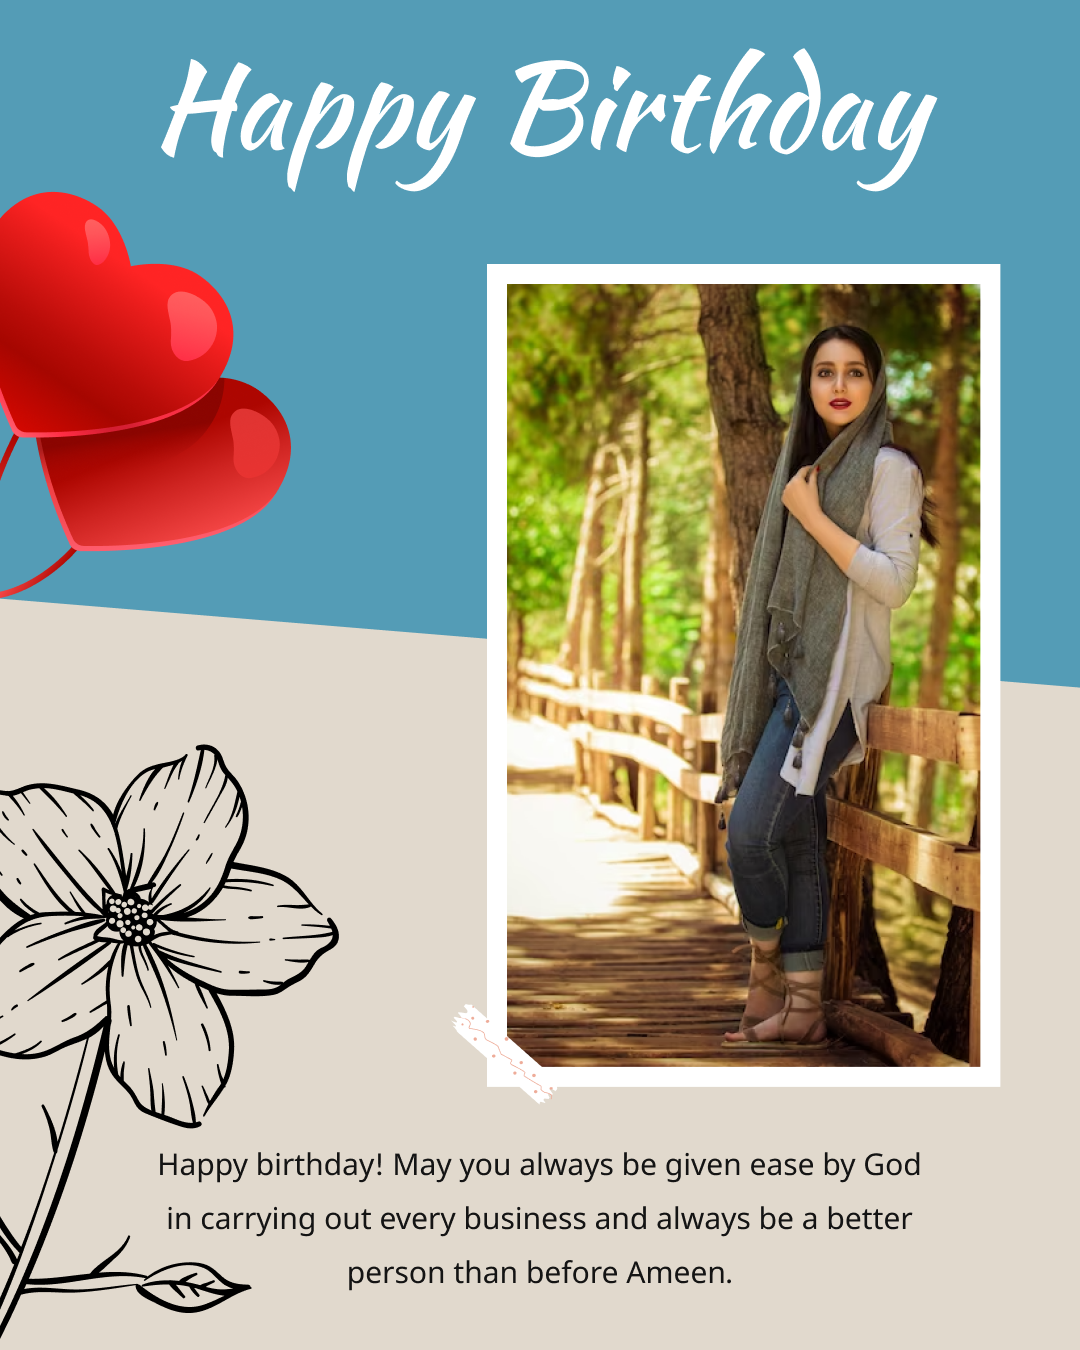 Happy Birthday
Happy birthday! May you always be given ease by God
in carrying out every business and always be a better
person than before Ameen.